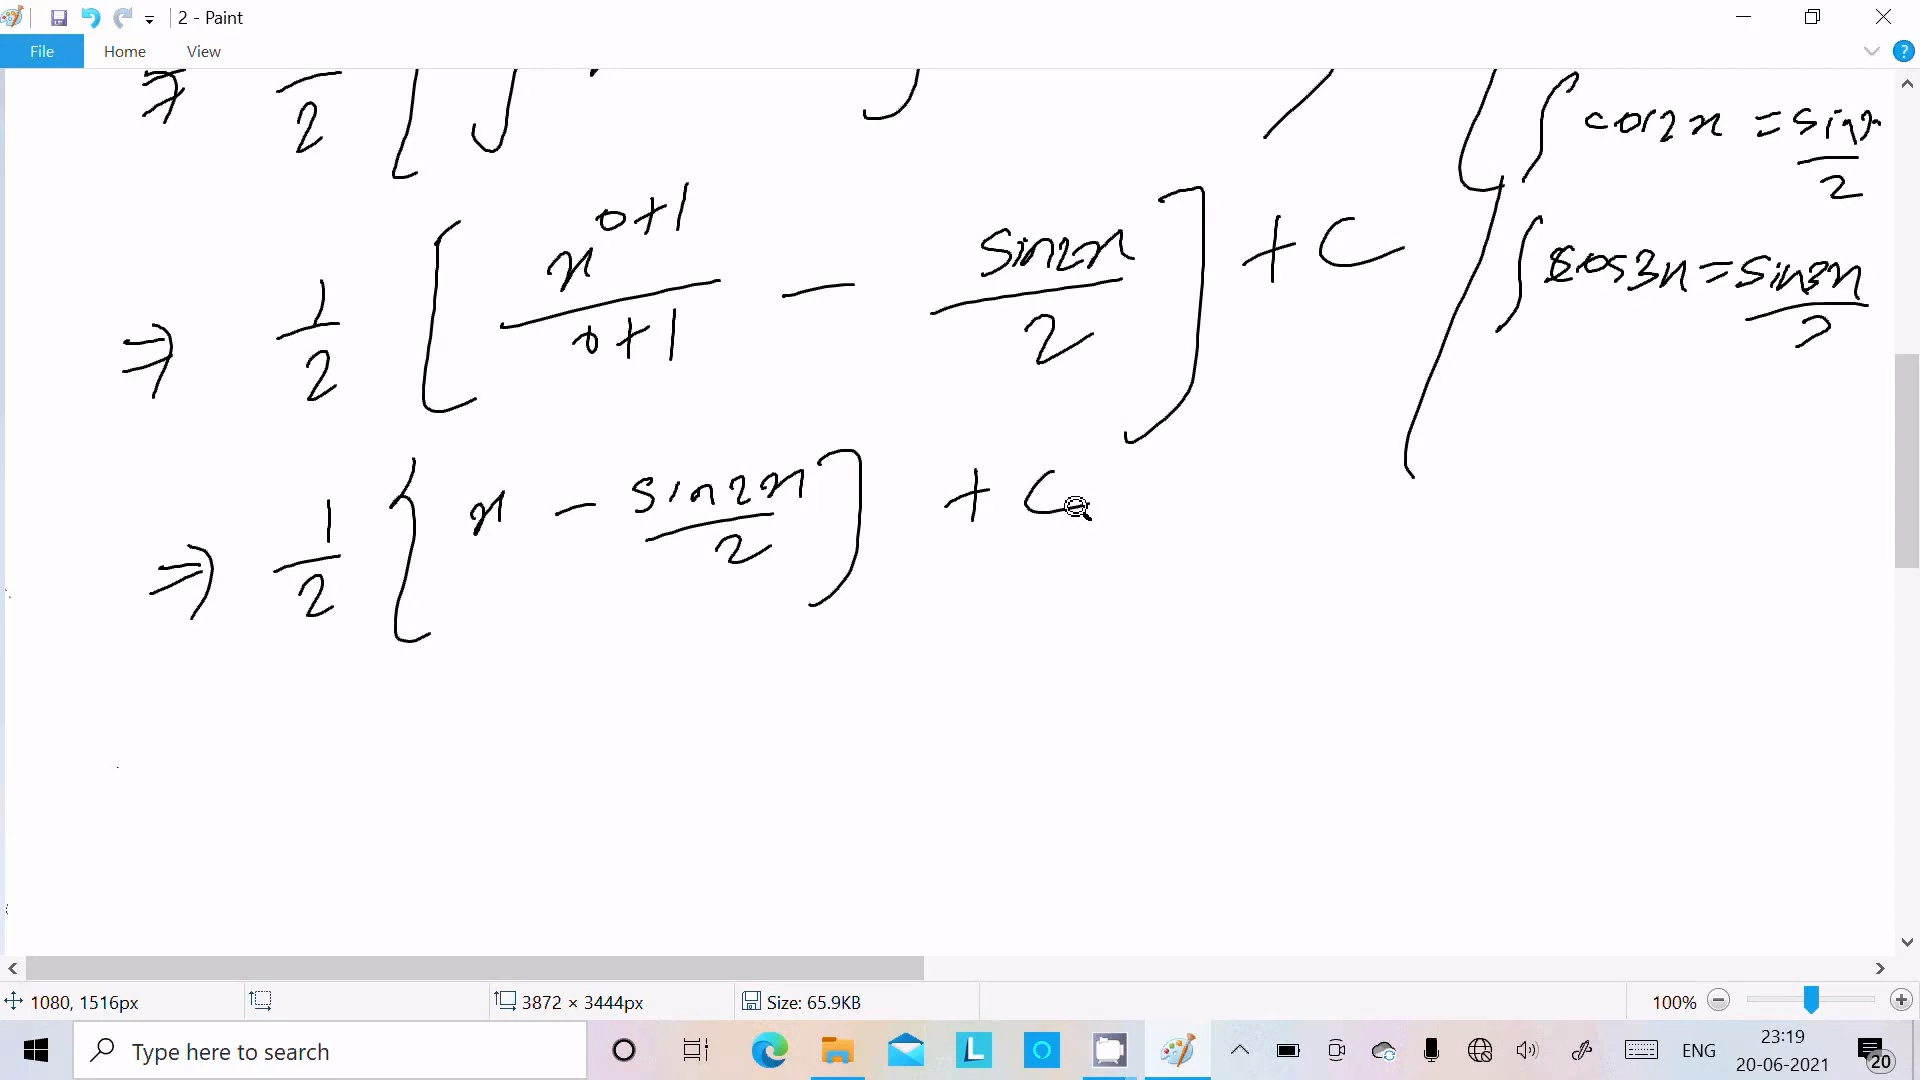 2 - Paint
File Home View
⇒ 1/2 [ ∫
∫ cos2x = sin2x/2
⇒ 1/2 [ x^(0+1)/(0+1) - sin2x/2 ] + C
∫ cos3x = sin3x/3
⇒ 1/2 { x - sin2x/2 ] + C
1080, 1516px
3872 × 3444px
Size: 65.9KB
100%
Type here to search
ENG
23:19
20-06-2021
20